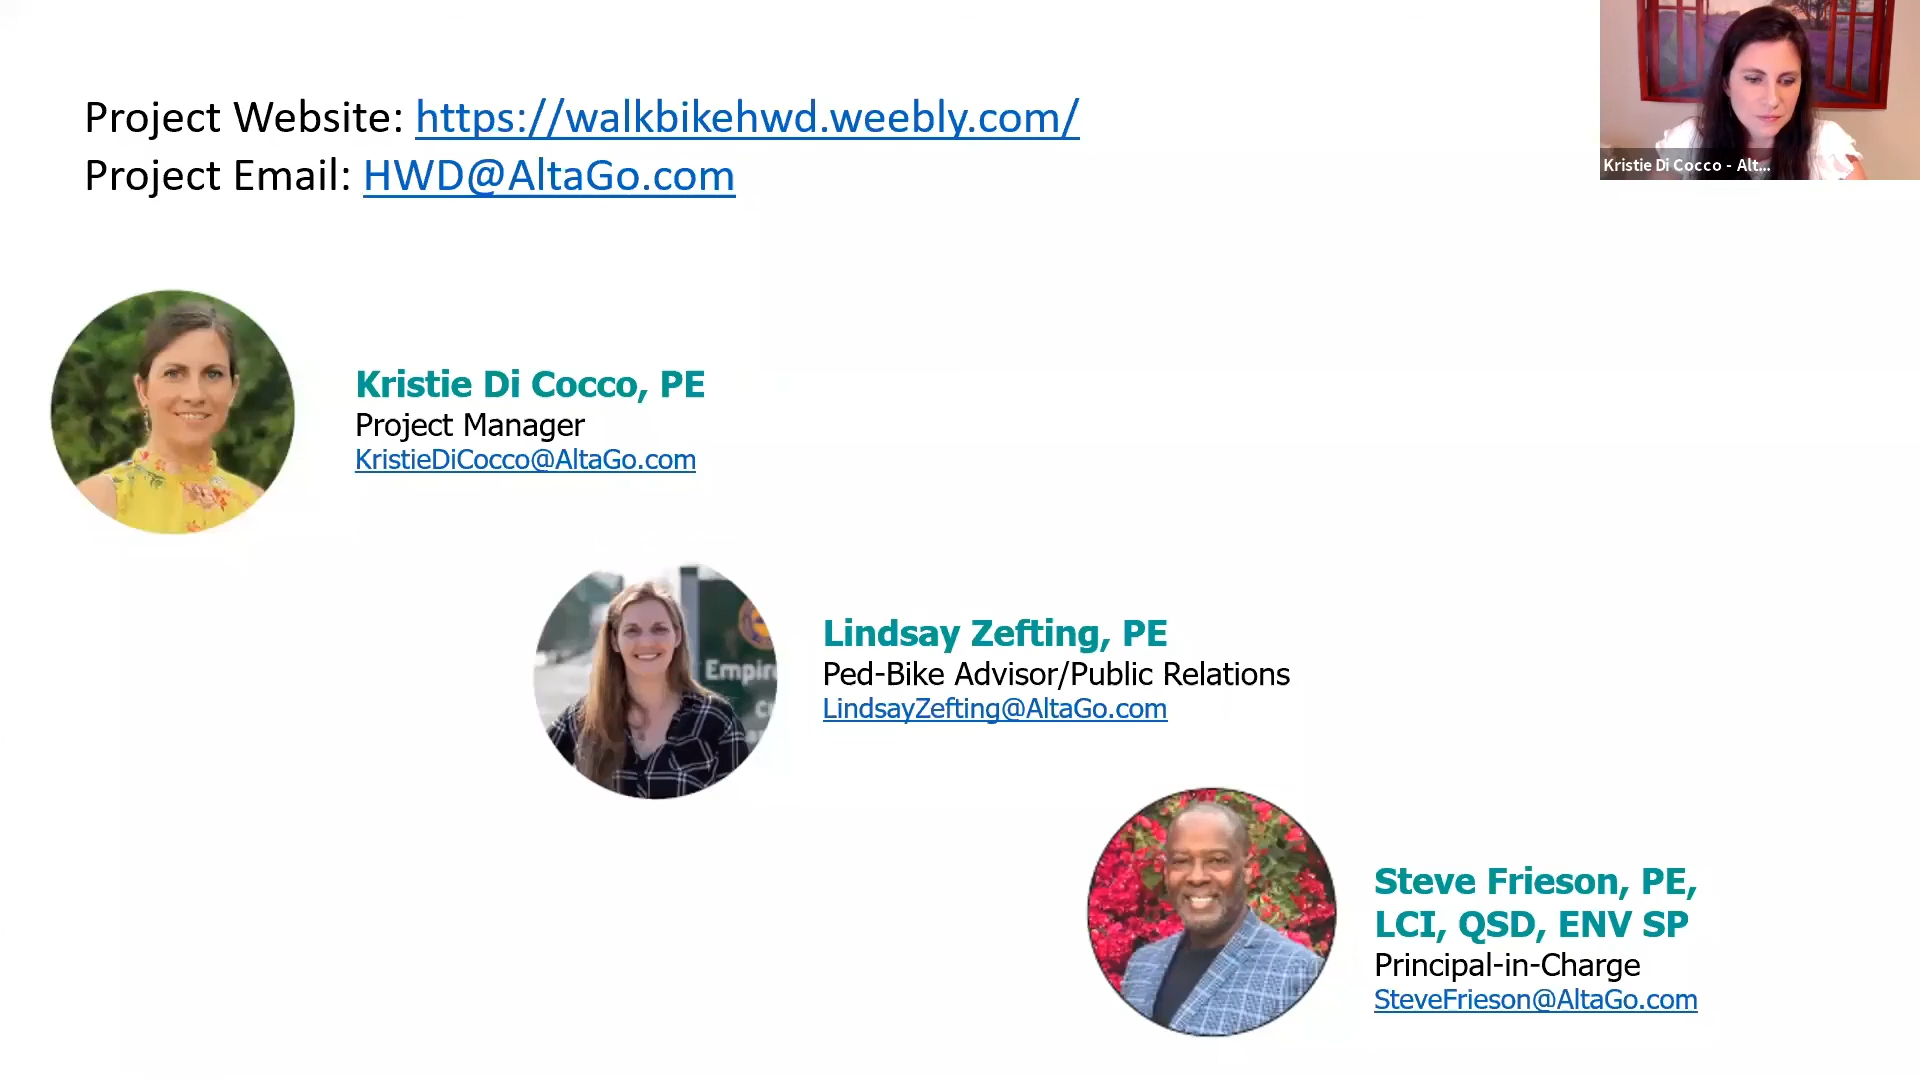 Project Website: https://walkbikehwd.weebly.com/
Project Email: HWD@AltaGo.com
Kristie Di Cocco - Alt...
Kristie Di Cocco, PE
Project Manager
KristieDiCocco@AltaGo.com
Empir
Lindsay Zefting, PE
Ped-Bike Advisor/Public Relations
LindsayZefting@AltaGo.com
Steve Frieson, PE,
LCI, QSD, ENV SP
Principal-in-Charge
SteveFrieson@AltaGo.com